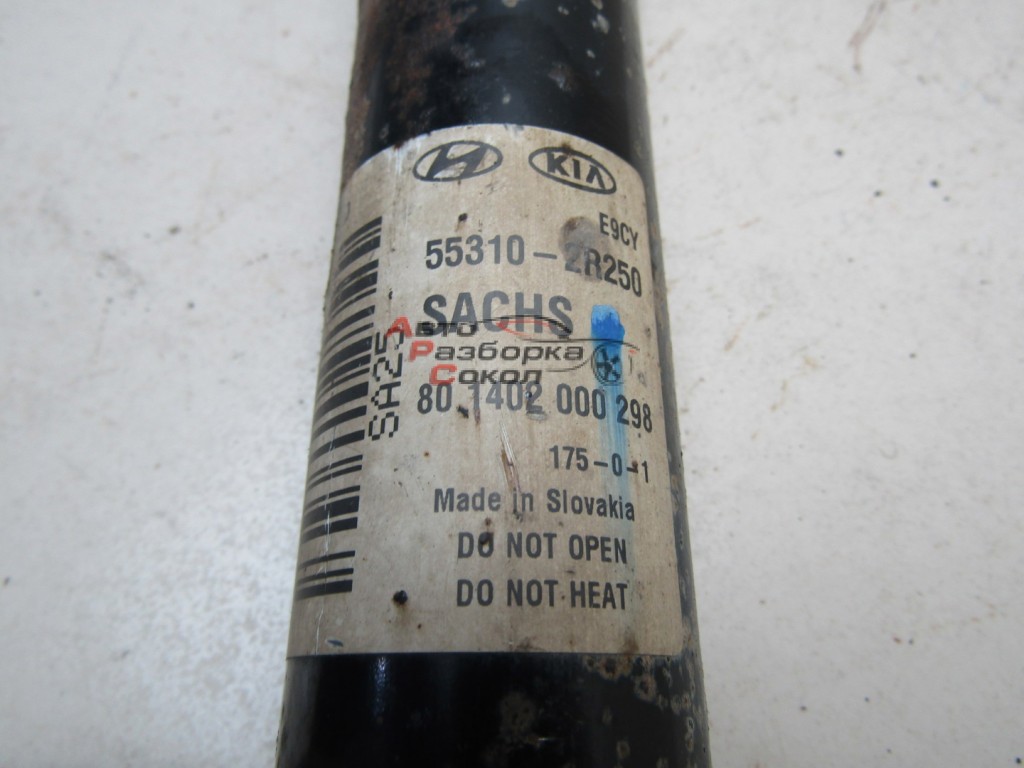 KIA
E9CY
55310-2R250
SACHS
АВТО
РАЗБОРКА
СОКОЛ
80 1402 000 298
175-0-1
Made in Slovakia
DO NOT OPEN
DO NOT HEAT
SA25